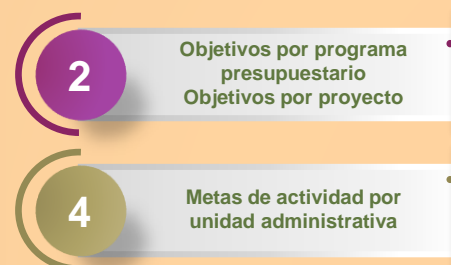 2
Objetivos por programa
presupuestario
Objetivos por proyecto
4
Metas de actividad por
unidad administrativa